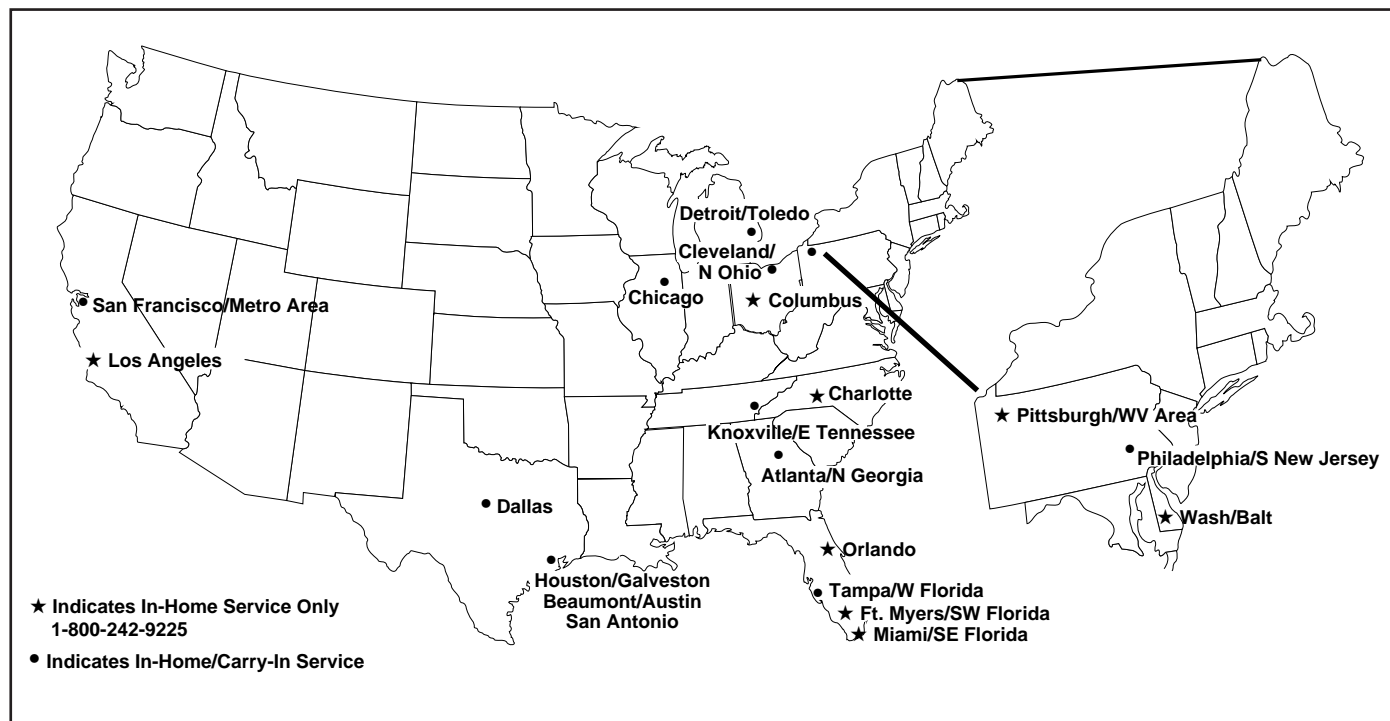 Detroit/Toledo
Cleveland/
N Ohio
Chicago
Columbus
San Francisco/Metro Area
Los Angeles
Charlotte
Knoxville/E Tennessee
Atlanta/N Georgia
Pittsburgh/WV Area
Philadelphia/S New Jersey
Wash/Balt
Dallas
Orlando
Houston/Galveston
Beaumont/Austin
San Antonio
Tampa/W Florida
Ft. Myers/SW Florida
Miami/SE Florida
★ Indicates In-Home Service Only
1-800-242-9225
• Indicates In-Home/Carry-In Service